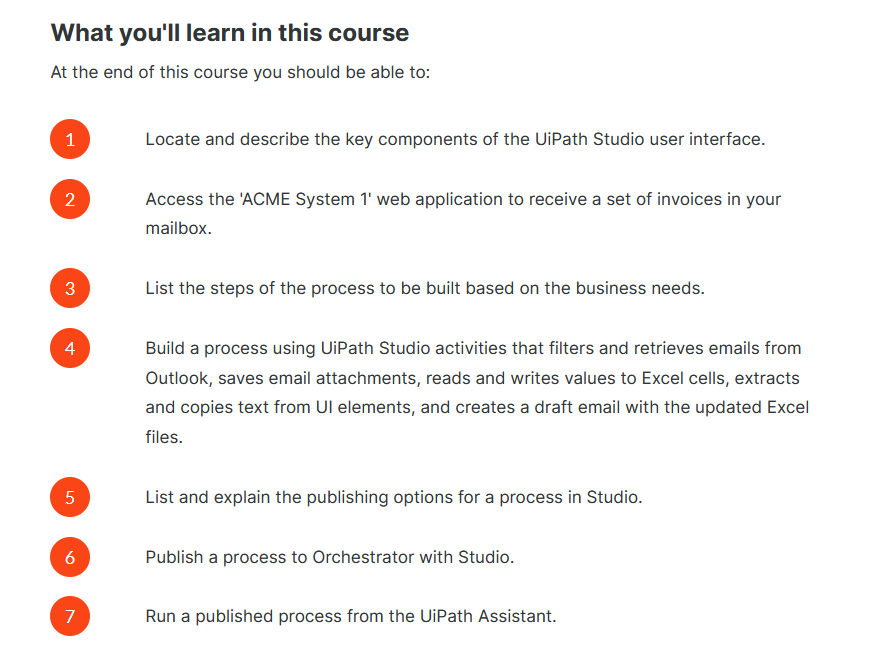 What you'll learn in this course
At the end of this course you should be able to:
1 Locate and describe the key components of the UiPath Studio user interface.
2 Access the 'ACME System 1' web application to receive a set of invoices in your
mailbox.
3 List the steps of the process to be built based on the business needs.
4 Build a process using UiPath Studio activities that filters and retrieves emails from
Outlook, saves email attachments, reads and writes values to Excel cells, extracts
and copies text from UI elements, and creates a draft email with the updated Excel
files.
5 List and explain the publishing options for a process in Studio.
6 Publish a process to Orchestrator with Studio.
7 Run a published process from the UiPath Assistant.